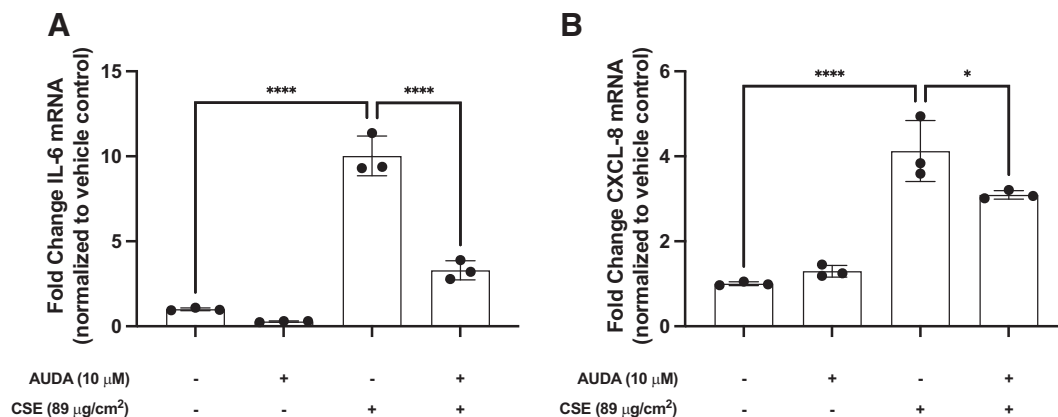 A
Fold Change IL-6 mRNA
(normalized to vehicle control)
15
10
5
0
****
****
AUDA (10 μM) - + - +
CSE (89 μg/cm²) - - + +
B
Fold Change CXCL-8 mRNA
(normalized to vehicle control)
6
4
2
0
****
*
AUDA (10 μM) - + - +
CSE (89 μg/cm²) - - + +